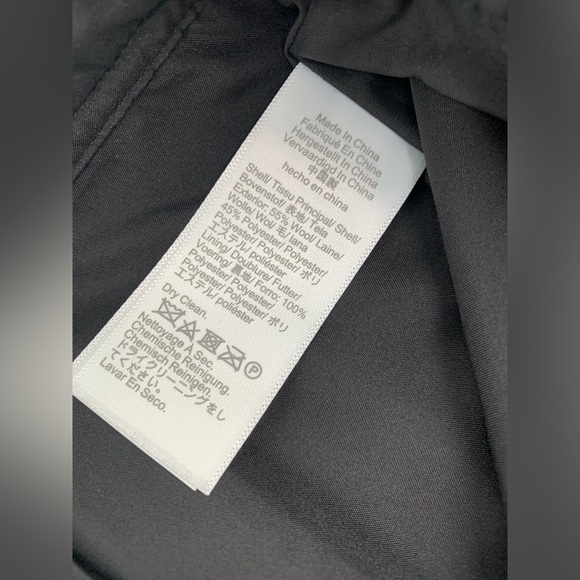 Made In China
Fabriqué En Chine
Hergestellt In China
Vervaardigd In China
中国製
hecho en china
Shell/ Tissu Principal/ Shell/
Bovenstof/ 表地/ Tela
Exterior: 55% Wool/ Laine/
Wolle/ Wol/ 毛/ lana
45% Polyester/ Polyester/
Polyester/ Polyester/ ポリ
エステル/ poliéster
Lining/ Doublure/ Futter/
Voering/ 裏地/ Forro: 100%
Polyester/ Polyester/
Polyester/ Polyester/ ポリ
エステル/ poliéster
Dry Clean.
P
Nettoyage À Sec.
Chemische Reinigung.
Chemisch Reinigen.
ドライクリーニングをし
てください。
Lavar En Seco.